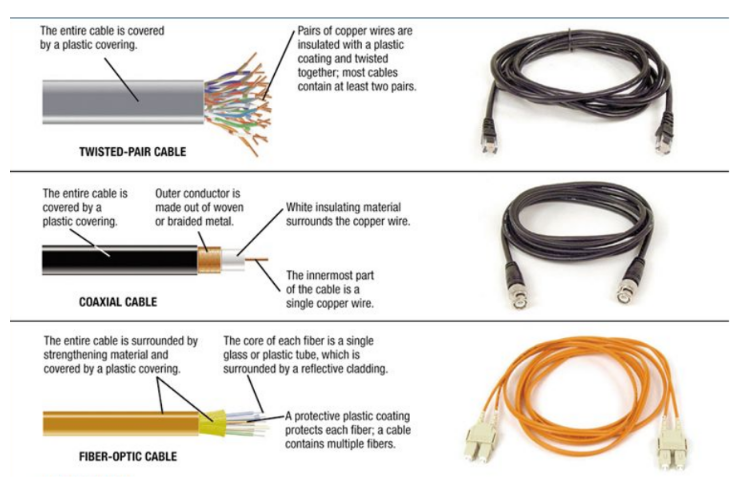 The entire cable is covered
by a plastic covering.
Pairs of copper wires are
insulated with a plastic
coating and twisted
together; most cables
contain at least two pairs.
TWISTED-PAIR CABLE
The entire cable is
covered by a
plastic covering.
Outer conductor is
made out of woven
or braided metal.
White insulating material
surrounds the copper wire.
The innermost part
of the cable is a
single copper wire.
COAXIAL CABLE
The entire cable is surrounded by
strengthening material and
covered by a plastic covering.
The core of each fiber is a single
glass or plastic tube, which is
surrounded by a reflective cladding.
A protective plastic coating
protects each fiber; a cable
contains multiple fibers.
FIBER-OPTIC CABLE